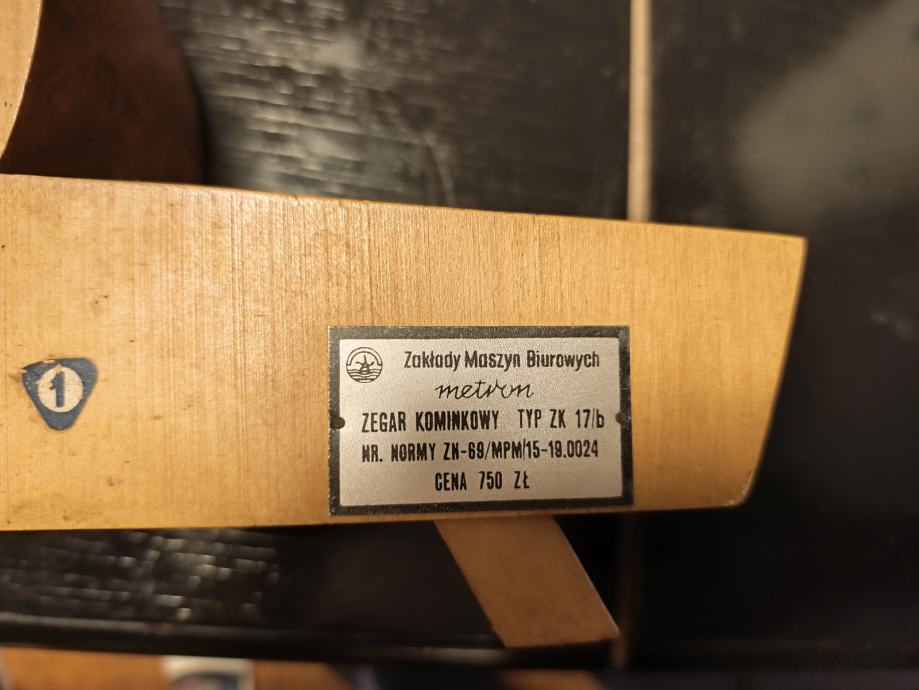 1
Zakłady Maszyn Biurowych
metron
ZEGAR KOMINKOWY TYP ZK 17/b
NR. NORMY ZN-69/MPM/15-19.0024
CENA 750 ZŁ